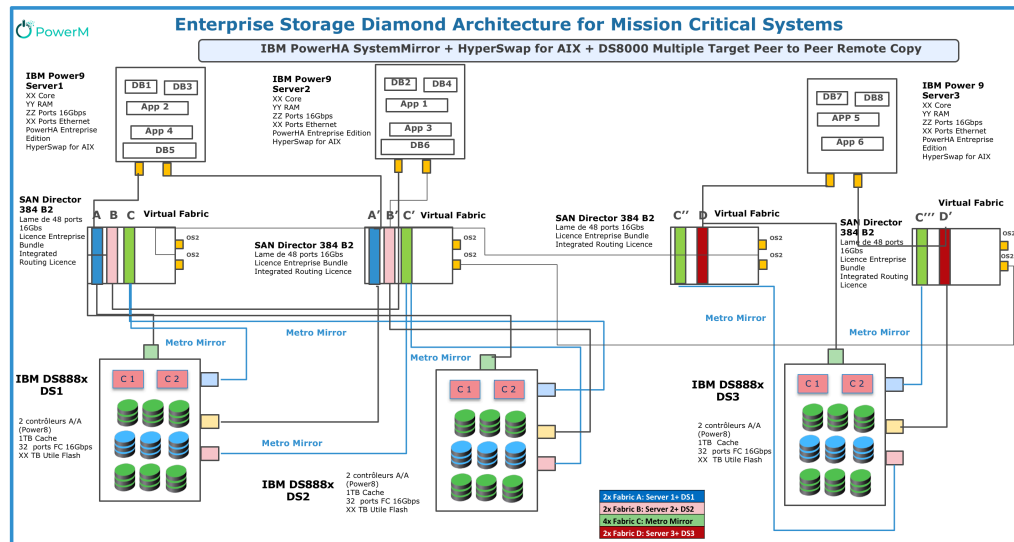 PowerM
Enterprise Storage Diamond Architecture for Mission Critical Systems
IBM PowerHA SystemMirror + HyperSwap for AIX + DS8000 Multiple Target Peer to Peer Remote Copy
IBM Power9
Server1
XX Core
YY RAM
ZZ Ports 16Gbps
XX Ports Ethernet
PowerHA Entreprise
Edition
HyperSwap for AIX
DB1
DB3
App 2
App 4
DB5
IBM Power9
Server2
XX Core
YY RAM
ZZ Ports 16Gbps
XX Ports Ethernet
PowerHA Entreprise Edition
HyperSwap for AIX
DB2
DB4
App 1
App 3
DB6
DB7
DB8
APP 5
App 6
IBM Power 9
Server3
XX Core
YY RAM
ZZ Ports 16Gbps
XX Ports Ethernet
PowerHA Entreprise
Edition
HyperSwap for AIX
SAN Director
384 B2
Lame de 48 ports
16Gbs
Licence Entreprise
Bundle
Integrated
Routing Licence
A B C
Virtual Fabric
OS2
OS2
SAN Director 384 B2
Lame de 48 ports 16Gbs
Licence Entreprise Bundle
Integrated Routing Licence
A' B' C'
Virtual Fabric
OS2
OS2
SAN Director 384 B2
Lame de 48 ports 16Gbs
Licence Entreprise Bundle
Integrated Routing Licence
C'' D
Virtual Fabric
OS2
OS2
SAN Director
384 B2
Lame de 48 ports
16Gbs
Licence Entreprise
Bundle
Integrated Routing
Licence
C''' D'
Virtual Fabric
OS2
OS2
Metro Mirror
Metro Mirror
Metro Mirror
Metro Mirror
Metro Mirror
Metro Mirror
IBM DS888x
DS1
2 contrôleurs A/A
(Power8)
1TB Cache
32 ports FC 16Gbps
XX TB Utile Flash
C 1
C 2
IBM DS888x
DS2
2 contrôleurs A/A
(Power8)
1TB Cache
32 ports FC 16Gbps
XX TB Utile Flash
C 1
C 2
IBM DS888x
DS3
2 contrôleurs A/A
(Power8)
1TB Cache
32 ports FC 16Gbps
XX TB Utile Flash
C 1
C 2
2x Fabric A: Server 1+ DS1
2x Fabric B: Server 2+ DS2
4x Fabric C: Metro Mirror
2x Fabric D: Server 3+ DS3